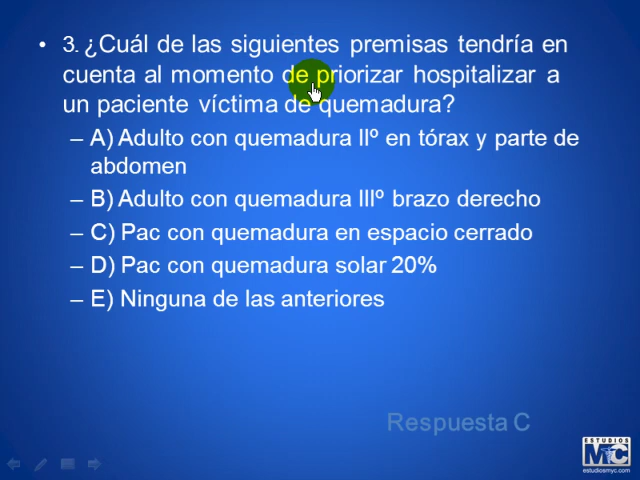 • 3. ¿Cuál de las siguientes premisas tendría en
cuenta al momento de priorizar hospitalizar a
un paciente víctima de quemadura?
– A) Adulto con quemadura IIº en tórax y parte de
abdomen
– B) Adulto con quemadura IIIº brazo derecho
– C) Pac con quemadura en espacio cerrado
– D) Pac con quemadura solar 20%
– E) Ninguna de las anteriores
Respuesta C
ESTUDIOS
MyC
estudiosmyc.com